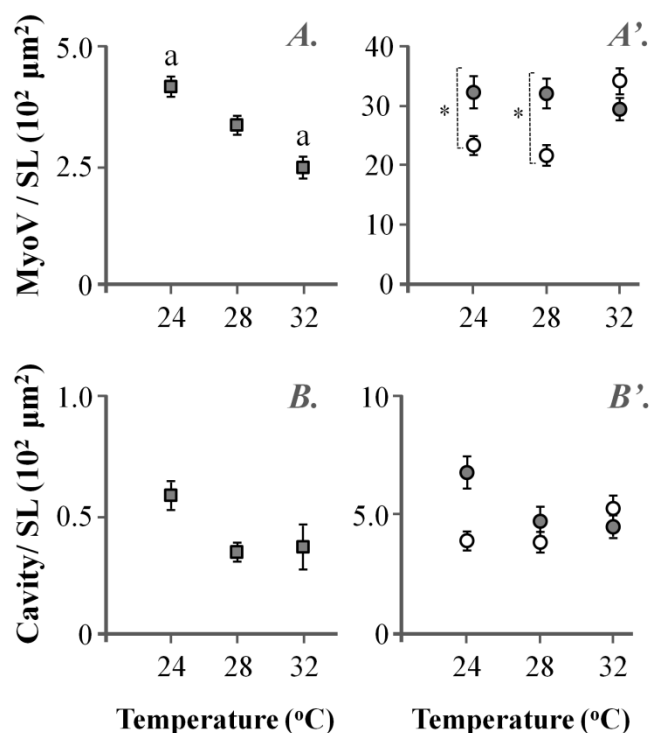 A.
MyoV / SL (10² µm²)
5.0
2.5
0
a
a
24 28 32
A'.
40
30
20
10
0
*
*
24 28 32
B.
Cavity/ SL (10² µm²)
1.0
0.5
0
24 28 32
Temperature (ºC)
B'.
10
5.0
0
24 28 32
Temperature (ºC)